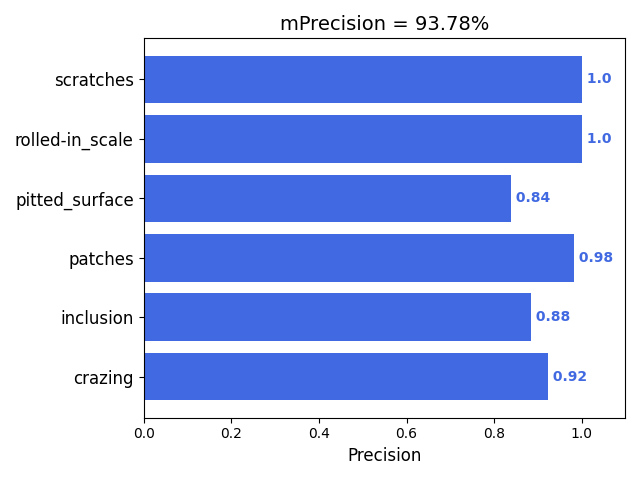 mPrecision = 93.78%
scratches 1.0
rolled-in_scale 1.0
pitted_surface 0.84
patches 0.98
inclusion 0.88
crazing 0.92
0.0 0.2 0.4 0.6 0.8 1.0
Precision